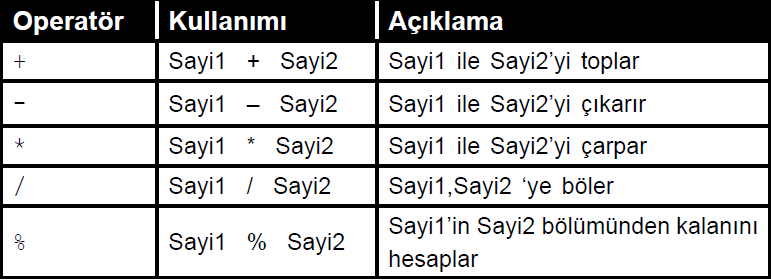 Operatör Kullanımı Açıklama
+ Sayi1 + Sayi2 Sayi1 ile Sayi2’yi toplar
- Sayi1 – Sayi2 Sayi1 ile Sayi2’yi çıkarır
* Sayi1 * Sayi2 Sayi1 ile Sayi2’yi çarpar
/ Sayi1 / Sayi2 Sayi1,Sayi2 ‘ye böler
% Sayi1 % Sayi2 Sayi1’in Sayi2 bölümünden kalanını
hesaplar